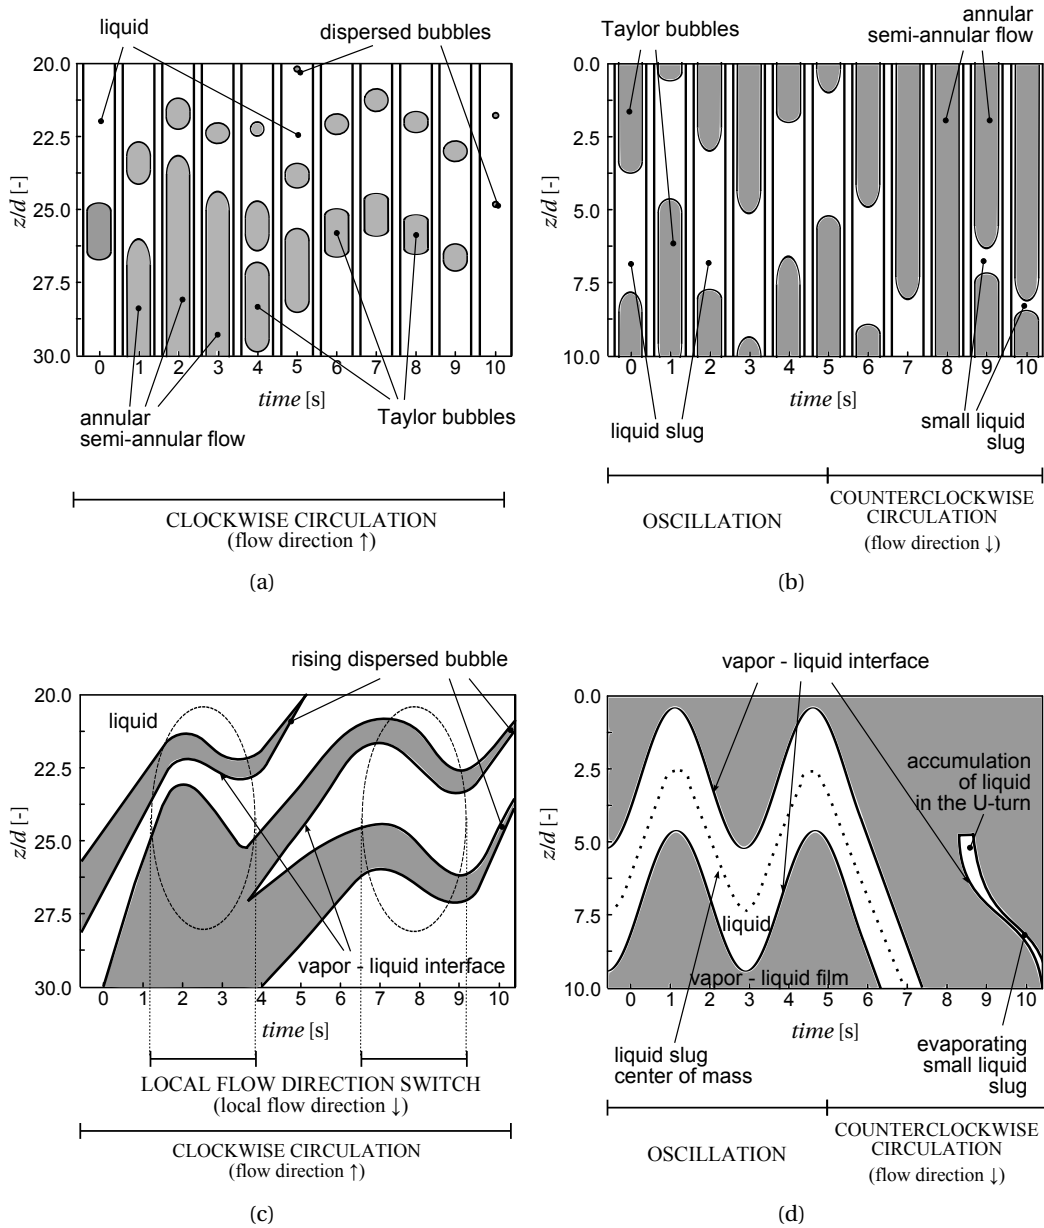 liquid
dispersed bubbles
20.0
22.5
25.0
27.5
30.0
z/d [-]
0 1 2 3 4 5 6 7 8 9 10
time [s]
annular
semi-annular flow
Taylor bubbles
CLOCKWISE CIRCULATION
(flow direction ↑)
(a)
Taylor bubbles
annular
semi-annular flow
0.0
2.5
5.0
7.5
10.0
z/d [-]
0 1 2 3 4 5 6 7 8 9 10
time [s]
liquid slug
small liquid
slug
OSCILLATION
COUNTERCLOCKWISE
CIRCULATION
(flow direction ↓)
(b)
rising dispersed bubble
20.0
22.5
25.0
27.5
30.0
z/d [-]
liquid
vapor - liquid interface
0 1 2 3 4 5 6 7 8 9 10
time [s]
LOCAL FLOW DIRECTION SWITCH
(local flow direction ↓)
CLOCKWISE CIRCULATION
(flow direction ↑)
(c)
vapor - liquid interface
0.0
2.5
5.0
7.5
10.0
z/d [-]
accumulation
of liquid
in the U-turn
liquid
vapor - liquid film
0 1 2 3 4 5 6 7 8 9 10
time [s]
liquid slug
center of mass
evaporating
small liquid
slug
OSCILLATION
COUNTERCLOCKWISE
CIRCULATION
(flow direction ↓)
(d)